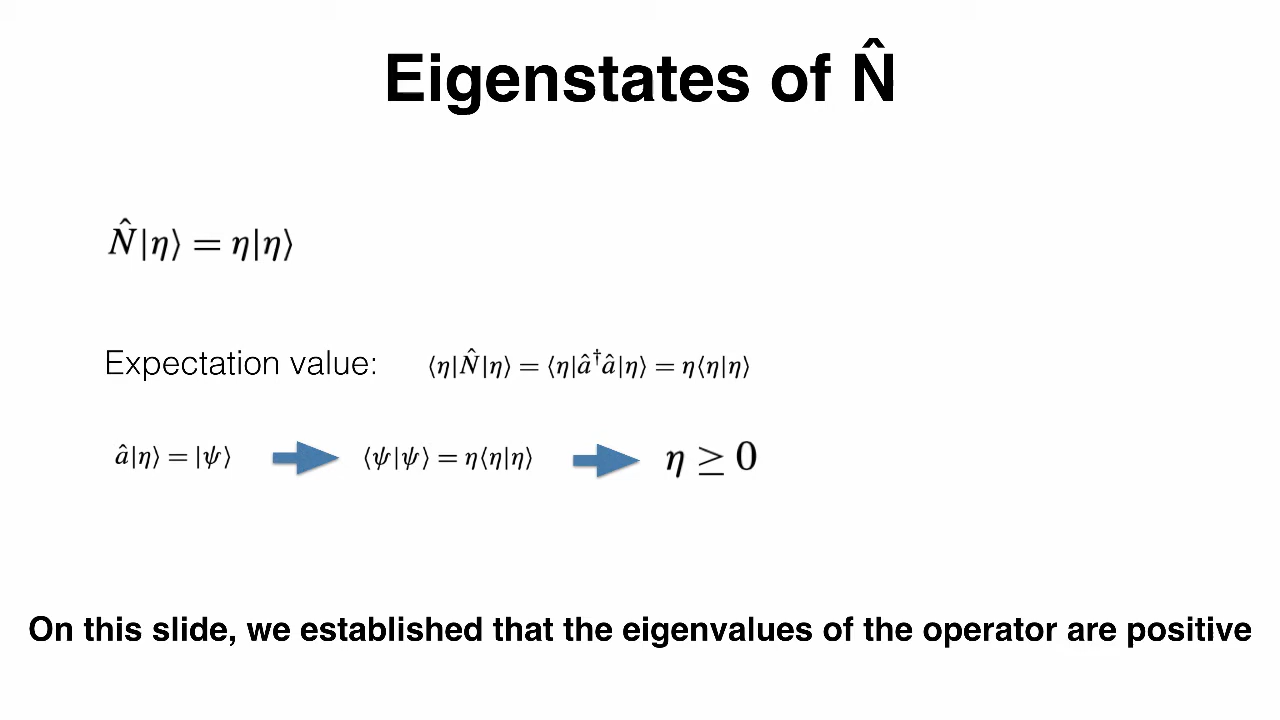 Eigenstates of N̂
N̂|η⟩ = η|η⟩
Expectation value: ⟨η|N̂|η⟩ = ⟨η|â†â|η⟩ = η⟨η|η⟩
â|η⟩ = |ψ⟩ ⟨ψ|ψ⟩ = η⟨η|η⟩ η ≥ 0
On this slide, we established that the eigenvalues of the operator are positive